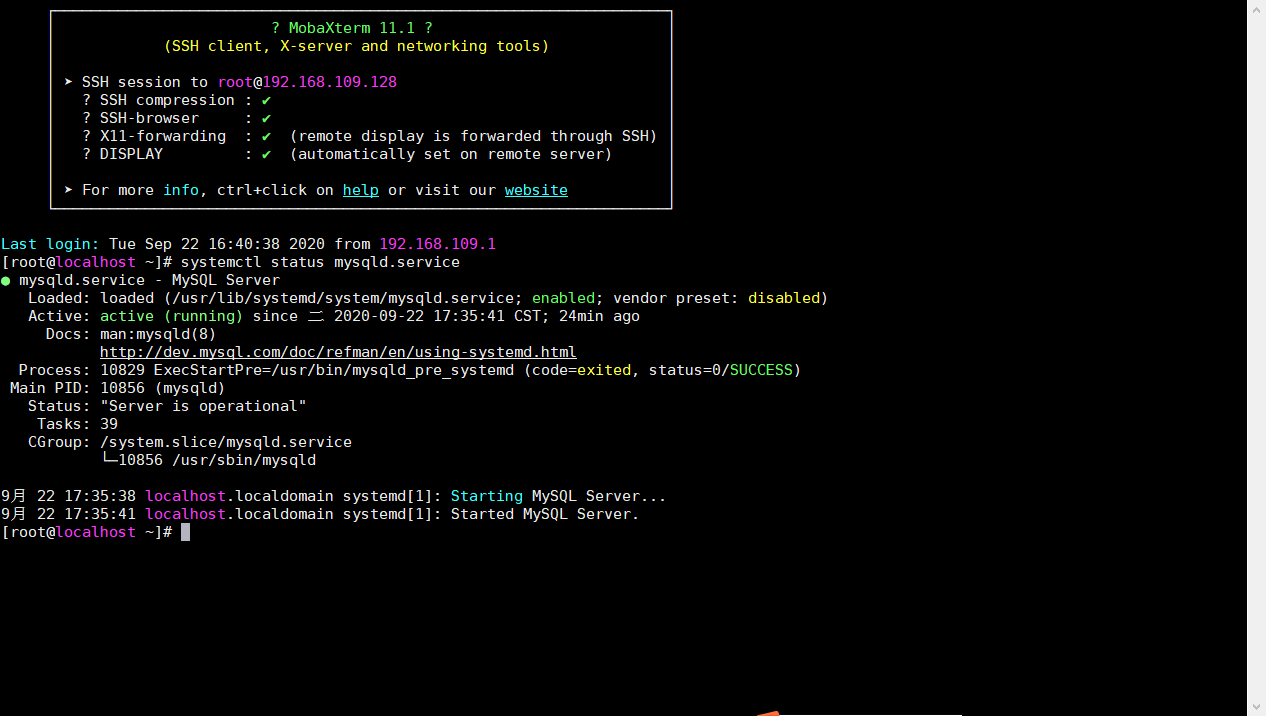 ? MobaXterm 11.1 ?
(SSH client, X-server and networking tools)
➤ SSH session to root@192.168.109.128
? SSH compression : ✔
? SSH-browser     : ✔
? X11-forwarding  : ✔  (remote display is forwarded through SSH)
? DISPLAY         : ✔  (automatically set on remote server)
➤ For more info, ctrl+click on help or visit our website
Last login: Tue Sep 22 16:40:38 2020 from 192.168.109.1
[root@localhost ~]# systemctl status mysqld.service
● mysqld.service - MySQL Server
Loaded: loaded (/usr/lib/systemd/system/mysqld.service; enabled; vendor preset: disabled)
Active: active (running) since 二 2020-09-22 17:35:41 CST; 24min ago
Docs: man:mysqld(8)
http://dev.mysql.com/doc/refman/en/using-systemd.html
Process: 10829 ExecStartPre=/usr/bin/mysqld_pre_systemd (code=exited, status=0/SUCCESS)
Main PID: 10856 (mysqld)
Status: "Server is operational"
Tasks: 39
CGroup: /system.slice/mysqld.service
└─10856 /usr/sbin/mysqld
9月 22 17:35:38 localhost.localdomain systemd[1]: Starting MySQL Server...
9月 22 17:35:41 localhost.localdomain systemd[1]: Started MySQL Server.
[root@localhost ~]#